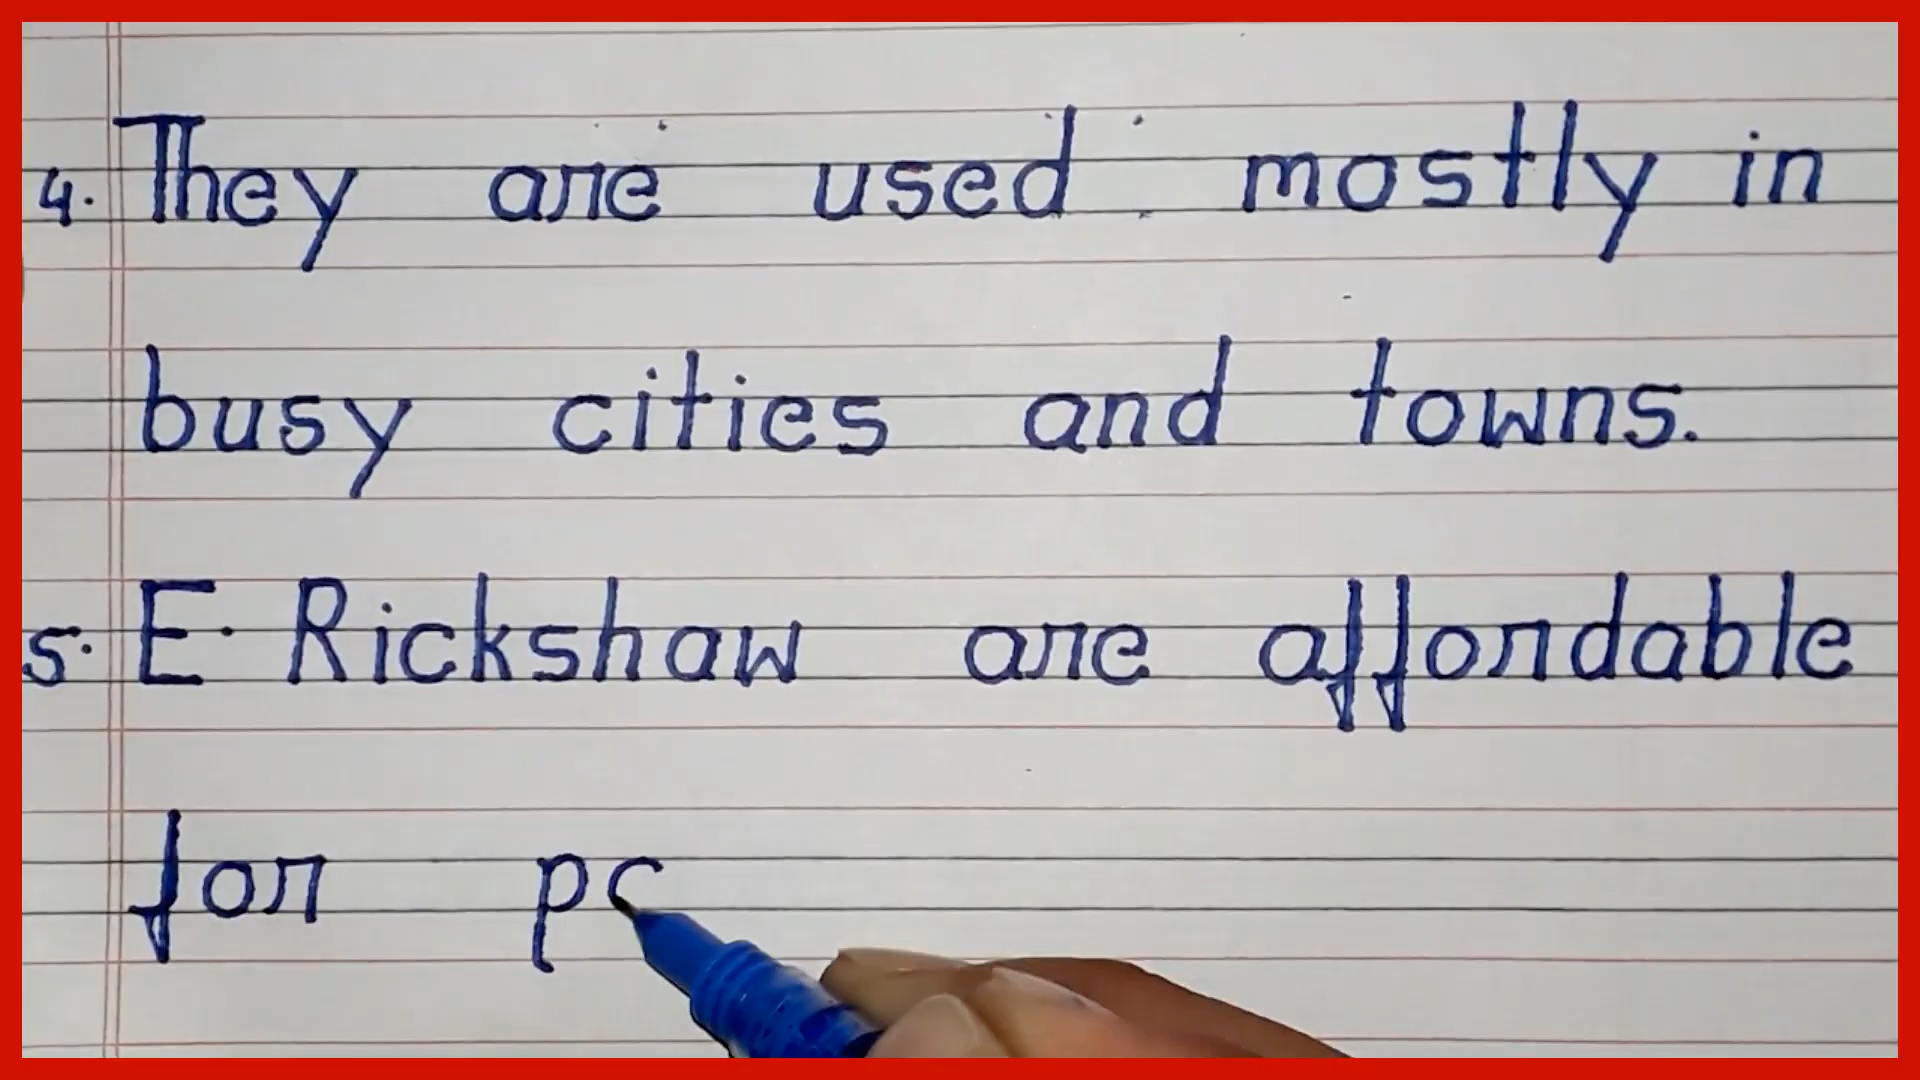 4. They are used mostly in
busy cities and towns.
5. E. Rickshaw are affordable
for